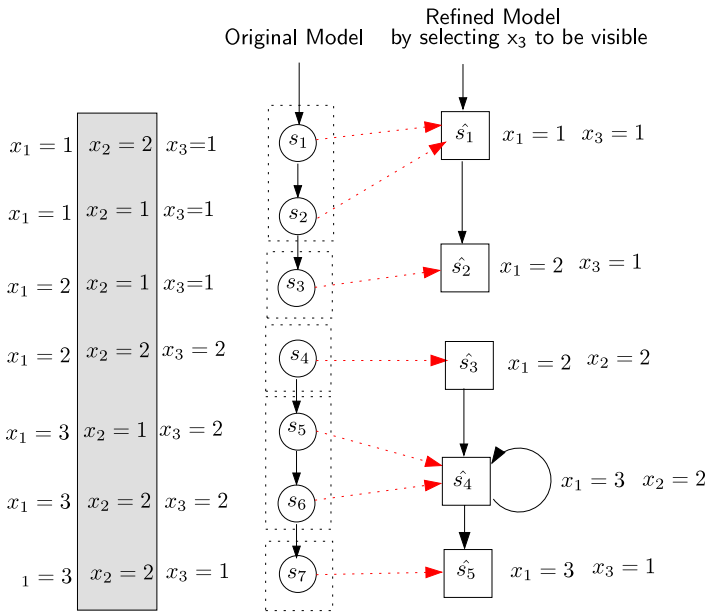 Refined Model
Original Model by selecting x₃ to be visible
x₁ = 1 x₂ = 2 x₃=1 s₁ ŝ₁ x₁ = 1 x₃ = 1
x₁ = 1 x₂ = 1 x₃=1 s₂
x₁ = 2 x₂ = 1 x₃=1 s₃ ŝ₂ x₁ = 2 x₃ = 1
x₁ = 2 x₂ = 2 x₃ = 2 s₄ ŝ₃ x₁ = 2 x₂ = 2
x₁ = 3 x₂ = 1 x₃ = 2 s₅
ŝ₄ x₁ = 3 x₂ = 2
x₁ = 3 x₂ = 2 x₃ = 2 s₆
₁ = 3 x₂ = 2 x₃ = 1 s₇ ŝ₅ x₁ = 3 x₃ = 1